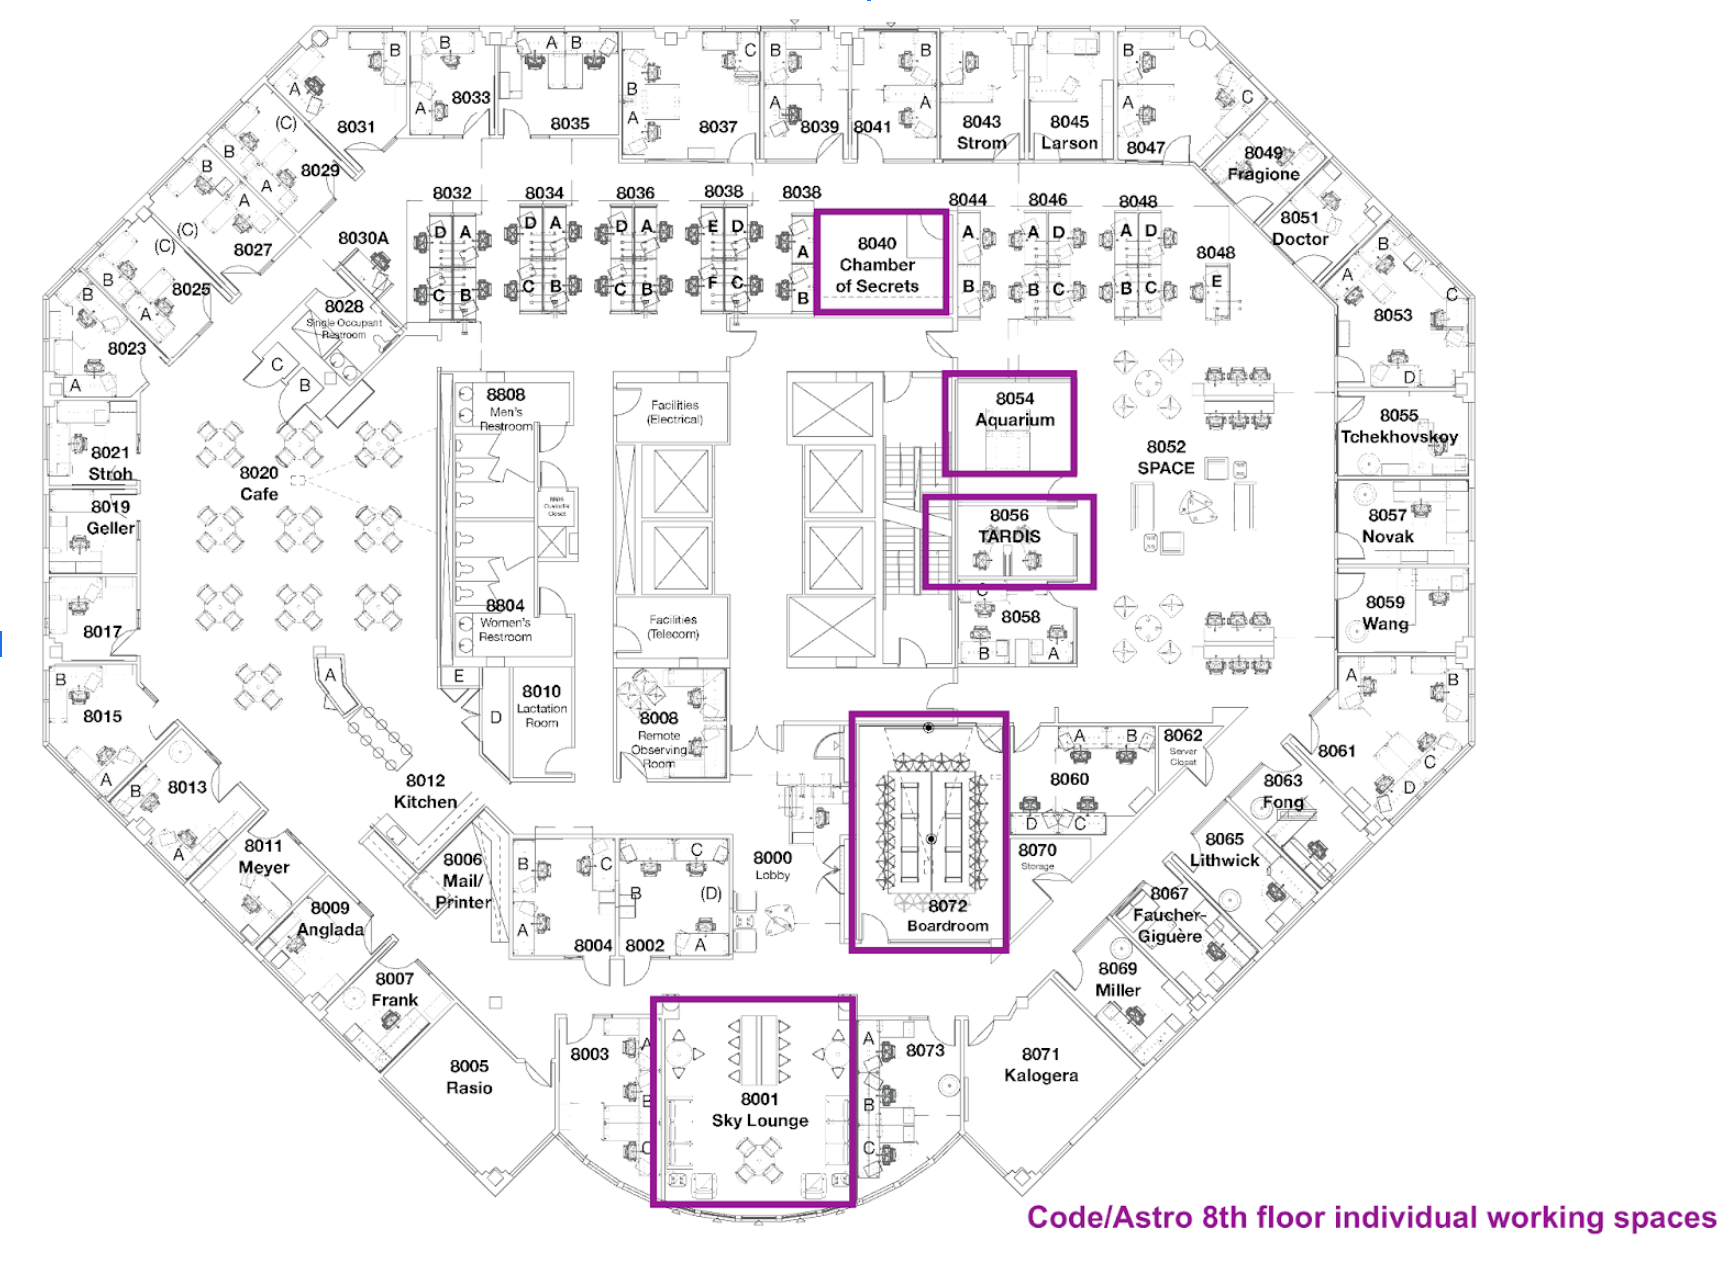 B
A
8031
B
A
8033
A B
8035
C
B
A
8037
B
A
8039
B
A
8041
8043
Strom
8045
Larson
B
A
C
8047
8049
Fragione
8051
Doctor
(C)
B
A
8029
B
A
(C)
8027
(C)
B
A
8025
B
A
8023
8030A
8028
Single Occupant
Restroom
C
B
8032
D A
C B
8034
D A
C B
8036
D A
C B
8038
E D
F C
8038
A
B
8040
Chamber
of Secrets
8044
A
B
8046
A D
B C
8048
A D
B C
8048
E
B
A
C
8053
D
8054
Aquarium
8055
Tchekhovskoy
8052
SPACE
8056
TARDIS
8057
Novak
C
8058
B A
8059
Wang
8808
Men's
Restroom
Facilities
(Electrical)
8021
Stroh
8020
Cafe
8019
Geller
Closet
8804
Women's
Restroom
Facilities
(Telecom)
8017
A
E
D
8010
Lactation
Room
8008
Remote
Observing
Room
B
8015
A
B
8013
A
8012
Kitchen
8011
Meyer
8006
Mail/
Printer
B
C
A
8004
C
B
(D)
A
8002
8000
Lobby
8072
Boardroom
A B
8060
D C
8062
Server
Closet
8070
Storage
A
B
8061
C
D
8063
Fong
8065
Lithwick
8067
Faucher-
Giguère
8069
Miller
8009
Anglada
8007
Frank
8005
Rasio
8003
A
B
C
8001
Sky Lounge
A
B
C
8073
8071
Kalogera
Code/Astro 8th floor individual working spaces